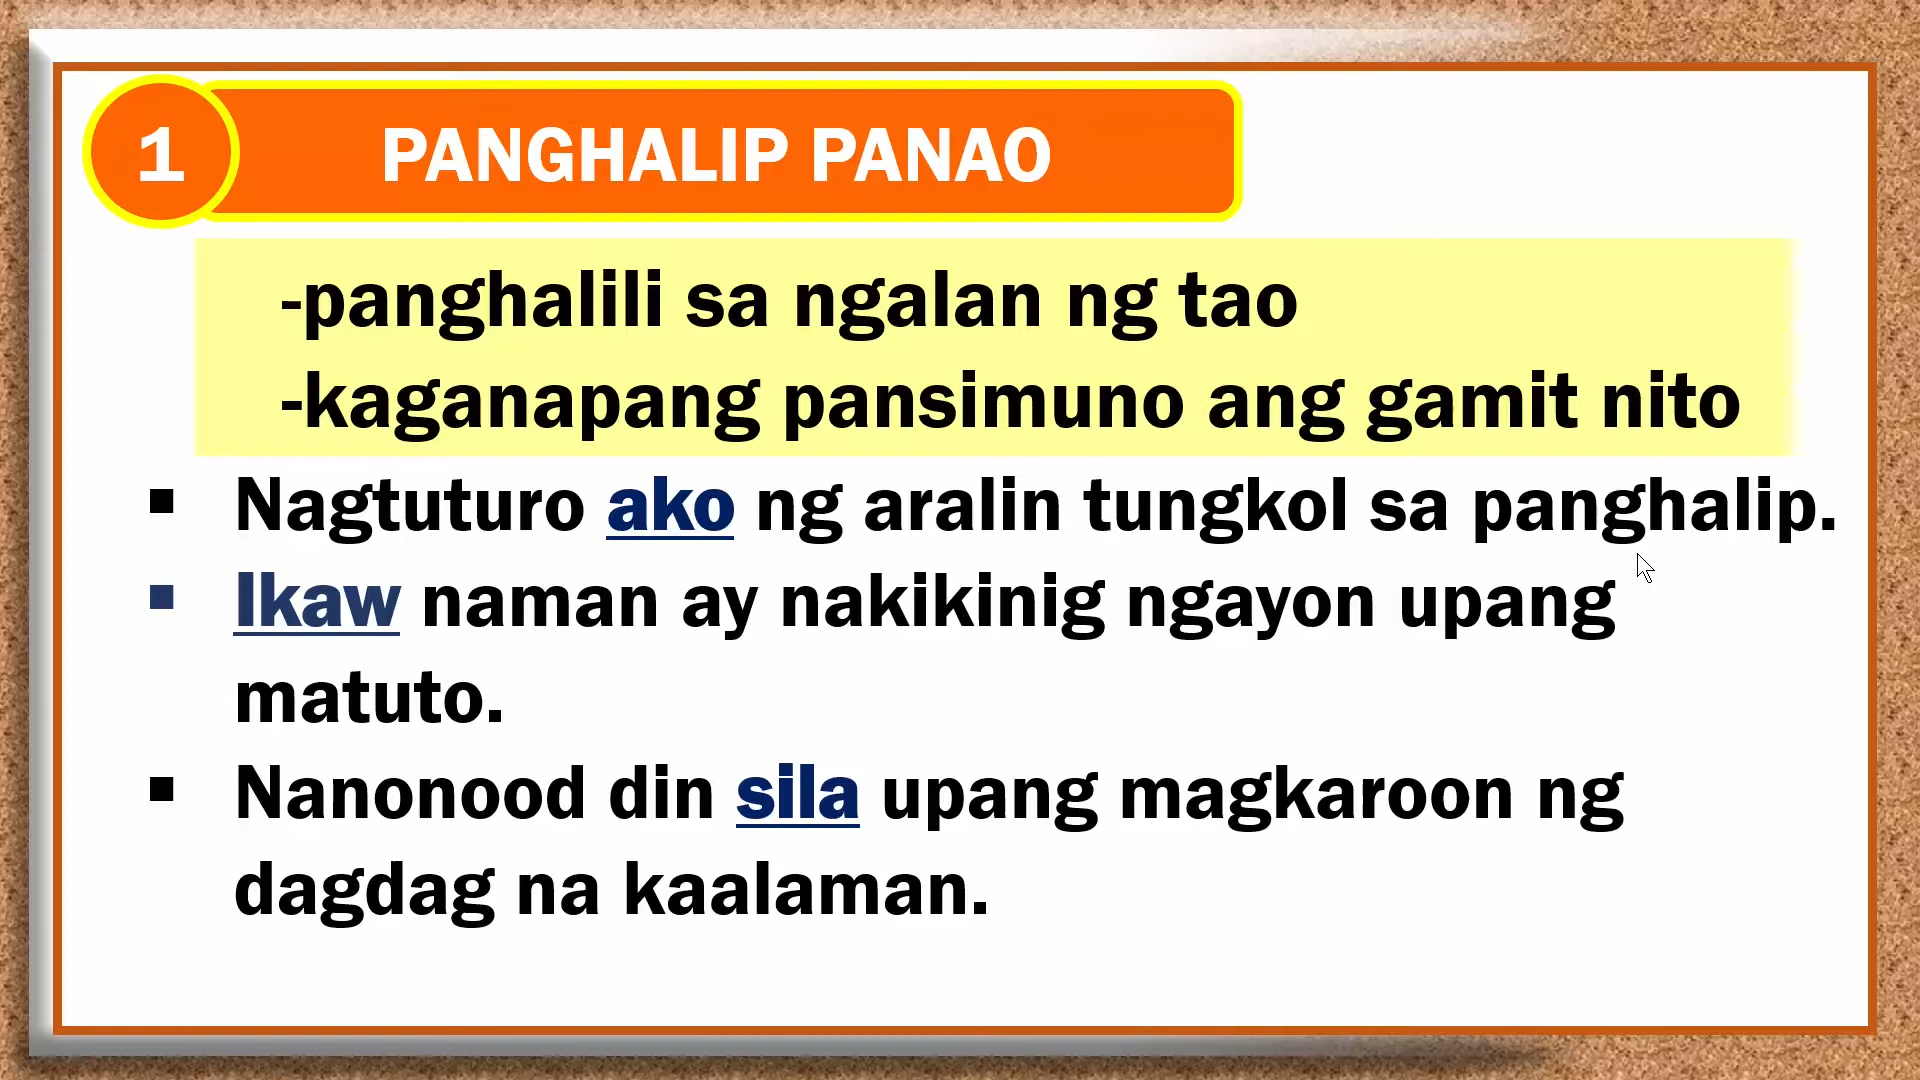 1 PANGHALIP PANAO
-panghalili sa ngalan ng tao
-kaganapang pansimuno ang gamit nito
▪ Nagtuturo ako ng aralin tungkol sa panghalip.
▪ Ikaw naman ay nakikinig ngayon upang
matuto.
▪ Nanonood din sila upang magkaroon ng
dagdag na kaalaman.